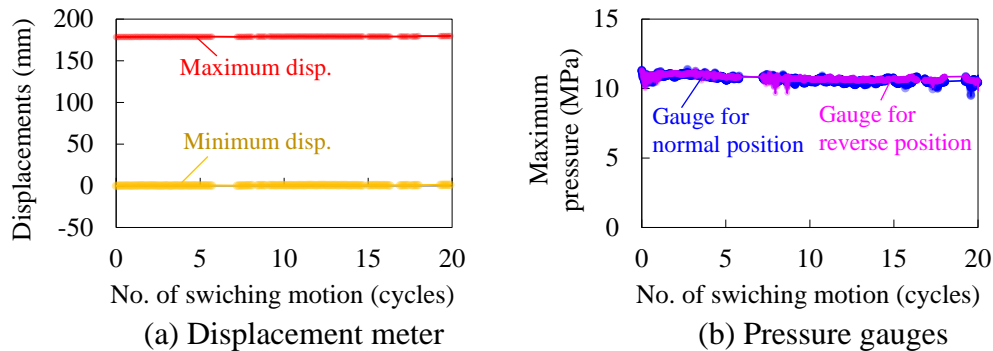 200
150
100
50
0
-50
Displacements (mm)
Maximum disp.
Minimum disp.
0 5 10 15 20
No. of swiching motion (cycles)
(a) Displacement meter
15
10
5
0
Maximum
pressure (MPa)
Gauge for
normal position
Gauge for
reverse position
0 5 10 15 20
No. of swiching motion (cycles)
(b) Pressure gauges